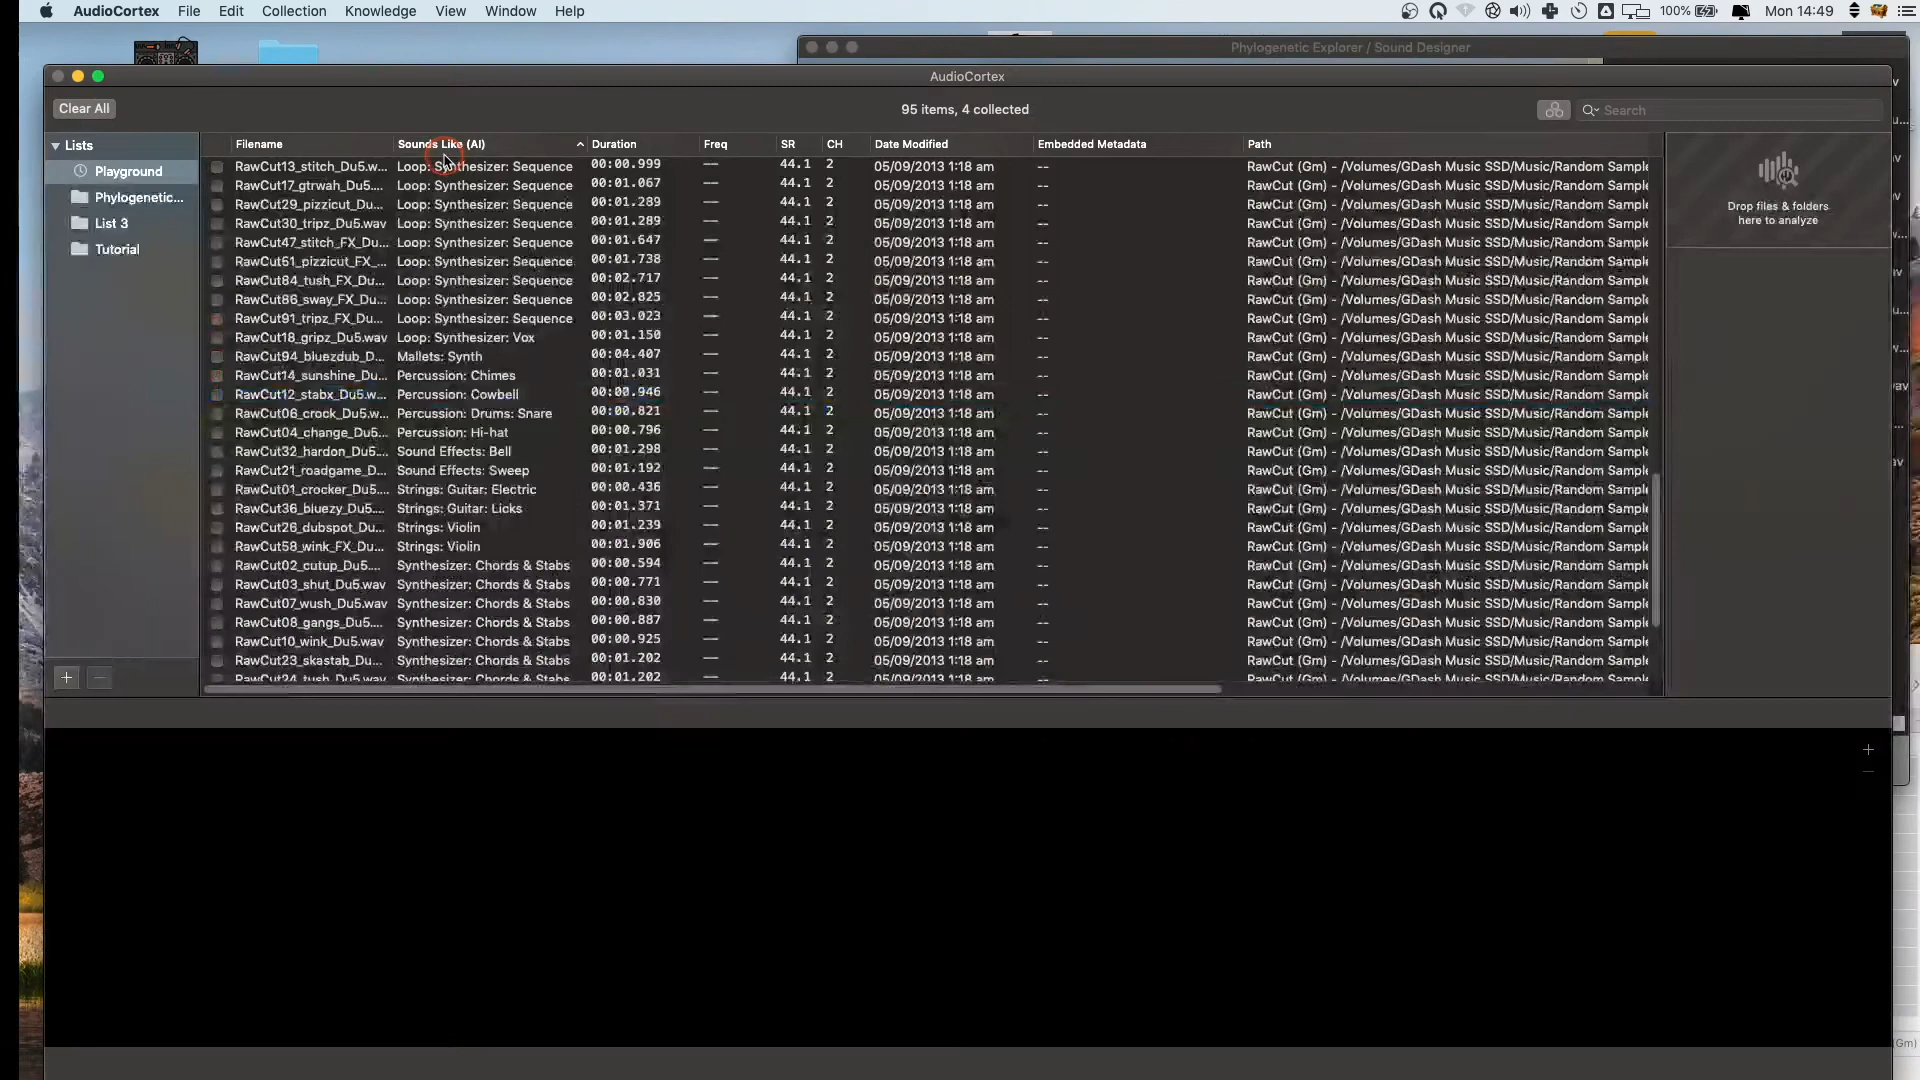 AudioCortex File Edit Collection Knowledge View Window Help 100% Mon 14:49
Phylogenetic Explorer / Sound Designer
AudioCortex
Clear All 95 items, 4 collected Search
Lists
Playground
Phylogenetic...
List 3
Tutorial
Filename Sounds Like (AI) Duration Freq SR CH Date Modified Embedded Metadata Path
RawCut13_stitch_Du5.w... Loop: Synthesizer: Sequence 00:00.999 — 44.1 2 05/09/2013 1:18 am -- RawCut (Gm) - /Volumes/GDash Music SSD/Music/Random Sample
RawCut17_gtrwah_Du5.... Loop: Synthesizer: Sequence 00:01.067 — 44.1 2 05/09/2013 1:18 am -- RawCut (Gm) - /Volumes/GDash Music SSD/Music/Random Sample
RawCut29_pizzicut_Du... Loop: Synthesizer: Sequence 00:01.289 — 44.1 2 05/09/2013 1:18 am -- RawCut (Gm) - /Volumes/GDash Music SSD/Music/Random Sample
RawCut30_tripz_Du5.wav Loop: Synthesizer: Sequence 00:01.289 — 44.1 2 05/09/2013 1:18 am -- RawCut (Gm) - /Volumes/GDash Music SSD/Music/Random Sample
RawCut47_stitch_FX_Du... Loop: Synthesizer: Sequence 00:01.647 — 44.1 2 05/09/2013 1:18 am -- RawCut (Gm) - /Volumes/GDash Music SSD/Music/Random Sample
RawCut51_pizzicut_FX_... Loop: Synthesizer: Sequence 00:01.738 — 44.1 2 05/09/2013 1:18 am -- RawCut (Gm) - /Volumes/GDash Music SSD/Music/Random Sample
RawCut84_tush_FX_Du... Loop: Synthesizer: Sequence 00:02.717 — 44.1 2 05/09/2013 1:18 am -- RawCut (Gm) - /Volumes/GDash Music SSD/Music/Random Sample
RawCut86_sway_FX_Du... Loop: Synthesizer: Sequence 00:02.825 — 44.1 2 05/09/2013 1:18 am -- RawCut (Gm) - /Volumes/GDash Music SSD/Music/Random Sample
RawCut91_tripz_FX_Du... Loop: Synthesizer: Sequence 00:03.023 — 44.1 2 05/09/2013 1:18 am -- RawCut (Gm) - /Volumes/GDash Music SSD/Music/Random Sample
RawCut18_gripz_Du5.wav Loop: Synthesizer: Vox 00:01.150 — 44.1 2 05/09/2013 1:18 am -- RawCut (Gm) - /Volumes/GDash Music SSD/Music/Random Sample
RawCut94_bluezdub_D... Mallets: Synth 00:04.407 — 44.1 2 05/09/2013 1:18 am -- RawCut (Gm) - /Volumes/GDash Music SSD/Music/Random Sample
RawCut14_sunshine_Du... Percussion: Chimes 00:01.031 — 44.1 2 05/09/2013 1:18 am -- RawCut (Gm) - /Volumes/GDash Music SSD/Music/Random Sample
RawCut12_stabx_Du5.w... Percussion: Cowbell 00:00.946 — 44.1 2 05/09/2013 1:18 am -- RawCut (Gm) - /Volumes/GDash Music SSD/Music/Random Sample
RawCut06_crock_Du5.w... Percussion: Drums: Snare 00:00.821 — 44.1 2 05/09/2013 1:18 am -- RawCut (Gm) - /Volumes/GDash Music SSD/Music/Random Sample
RawCut04_change_Du5... Percussion: Hi-hat 00:00.796 — 44.1 2 05/09/2013 1:18 am -- RawCut (Gm) - /Volumes/GDash Music SSD/Music/Random Sample
RawCut32_hardon_Du5.... Sound Effects: Bell 00:01.298 — 44.1 2 05/09/2013 1:18 am -- RawCut (Gm) - /Volumes/GDash Music SSD/Music/Random Sample
RawCut21_roadgame_D... Sound Effects: Sweep 00:01.192 — 44.1 2 05/09/2013 1:18 am -- RawCut (Gm) - /Volumes/GDash Music SSD/Music/Random Sample
RawCut01_crocker_Du5.... Strings: Guitar: Electric 00:00.436 — 44.1 2 05/09/2013 1:18 am -- RawCut (Gm) - /Volumes/GDash Music SSD/Music/Random Sample
RawCut36_bluezy_Du5.... Strings: Guitar: Licks 00:01.371 — 44.1 2 05/09/2013 1:18 am -- RawCut (Gm) - /Volumes/GDash Music SSD/Music/Random Sample
RawCut26_dubspot_Du... Strings: Violin 00:01.239 — 44.1 2 05/09/2013 1:18 am -- RawCut (Gm) - /Volumes/GDash Music SSD/Music/Random Sample
RawCut58_wink_FX_Du... Strings: Violin 00:01.906 — 44.1 2 05/09/2013 1:18 am -- RawCut (Gm) - /Volumes/GDash Music SSD/Music/Random Sample
RawCut02_cutup_Du5.... Synthesizer: Chords & Stabs 00:00.594 — 44.1 2 05/09/2013 1:18 am -- RawCut (Gm) - /Volumes/GDash Music SSD/Music/Random Sample
RawCut03_shut_Du5.wav Synthesizer: Chords & Stabs 00:00.771 — 44.1 2 05/09/2013 1:18 am -- RawCut (Gm) - /Volumes/GDash Music SSD/Music/Random Sample
RawCut07_wush_Du5.wav Synthesizer: Chords & Stabs 00:00.830 — 44.1 2 05/09/2013 1:18 am -- RawCut (Gm) - /Volumes/GDash Music SSD/Music/Random Sample
RawCut08_gangs_Du5.... Synthesizer: Chords & Stabs 00:00.887 — 44.1 2 05/09/2013 1:18 am -- RawCut (Gm) - /Volumes/GDash Music SSD/Music/Random Sample
RawCut10_wink_Du5.wav Synthesizer: Chords & Stabs 00:00.925 — 44.1 2 05/09/2013 1:18 am -- RawCut (Gm) - /Volumes/GDash Music SSD/Music/Random Sample
RawCut23_skastab_Du... Synthesizer: Chords & Stabs 00:01.202 — 44.1 2 05/09/2013 1:18 am -- RawCut (Gm) - /Volumes/GDash Music SSD/Music/Random Sample
RawCut24_tush_Du5.wav Synthesizer: Chords & Stabs 00:01.202 — 44.1 2 05/09/2013 1:18 am -- RawCut (Gm) - /Volumes/GDash Music SSD/Music/Random Sample
Drop files & folders
here to analyze
(Gm)